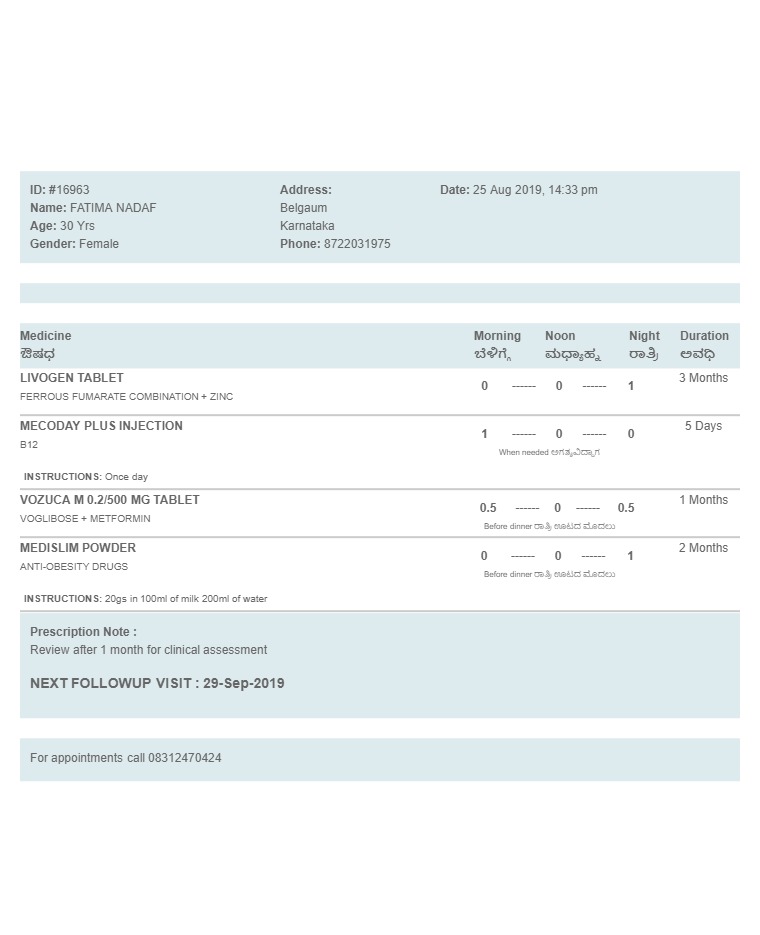 ID: #16963
Name: FATIMA NADAF
Age: 30 Yrs
Gender: Female
Address:
Belgaum
Karnataka
Phone: 8722031975
Date: 25 Aug 2019, 14:33 pm
Medicine Morning Noon Night Duration
ಔಷಧ ಬೆಳಿಗ್ಗೆ ಮಧ್ಯಾಹ್ನ ರಾತ್ರಿ ಅವಧಿ
LIVOGEN TABLET 0 ------ 0 ------ 1 3 Months
FERROUS FUMARATE COMBINATION + ZINC
MECODAY PLUS INJECTION 1 ------ 0 ------ 0 5 Days
B12
When needed ಅಗತ್ಯವಿದ್ದಾಗ
INSTRUCTIONS: Once day
VOZUCA M 0.2/500 MG TABLET 0.5 ------ 0 ------ 0.5 1 Months
VOGLIBOSE + METFORMIN
Before dinner ರಾತ್ರಿ ಊಟದ ಮೊದಲು
MEDISLIM POWDER 0 ------ 0 ------ 1 2 Months
ANTI-OBESITY DRUGS
Before dinner ರಾತ್ರಿ ಊಟದ ಮೊದಲು
INSTRUCTIONS: 20gs in 100ml of milk 200ml of water
Prescription Note :
Review after 1 month for clinical assessment
NEXT FOLLOWUP VISIT : 29-Sep-2019
For appointments call 08312470424